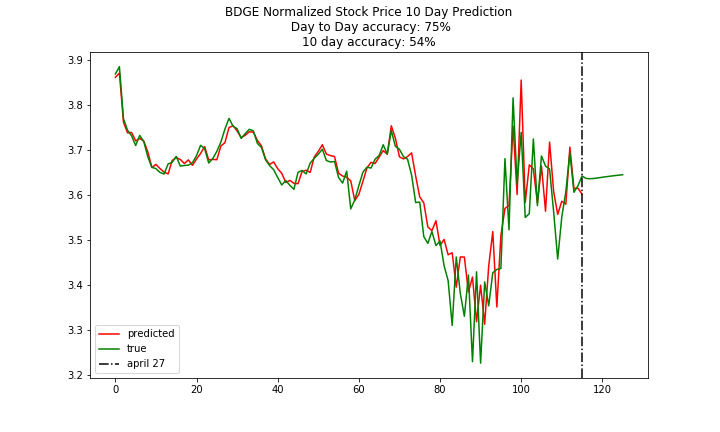 BDGE Normalized Stock Price 10 Day Prediction
Day to Day accuracy: 75%
10 day accuracy: 54%
3.9
3.8
3.7
3.6
3.5
3.4
3.3
3.2
predicted
true
april 27
0 20 40 60 80 100 120